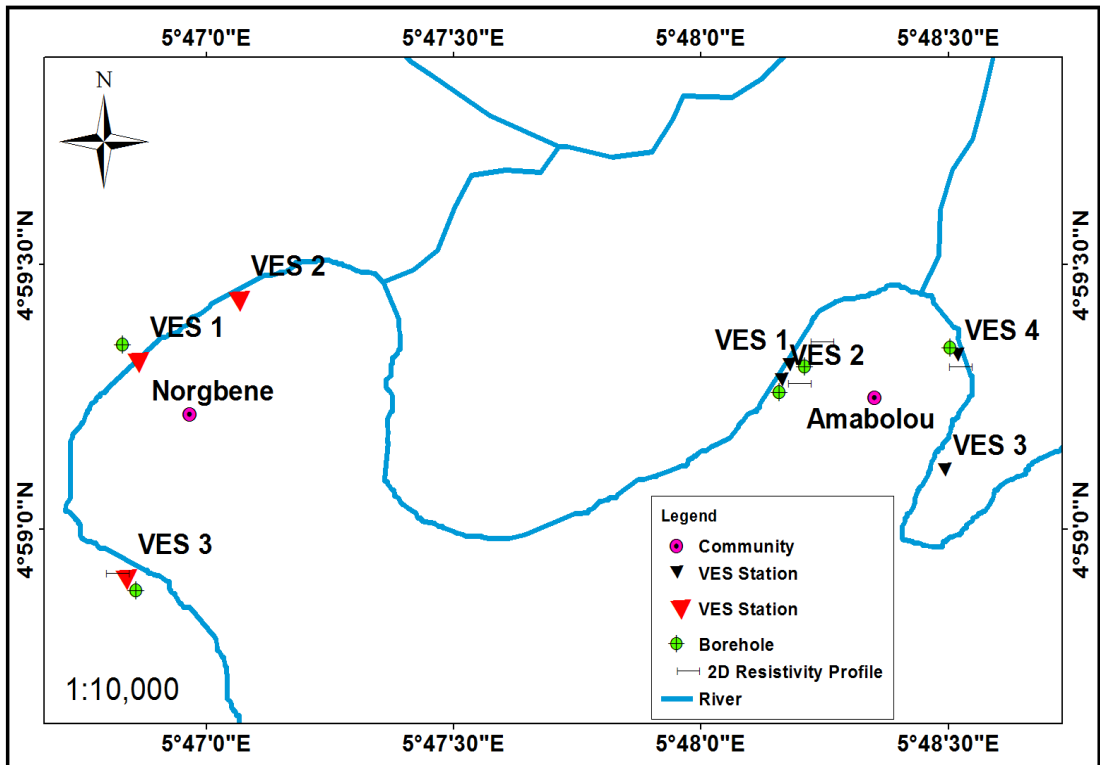 5°47'0"E 5°47'30"E 5°48'0"E 5°48'30"E
N
4°59'30"N 4°59'30"N
VES 2
VES 1
VES 1
VES 4
VES 2
Norgbene
Amabolou
VES 3
4°59'0"N 4°59'0"N
VES 3
Legend
Community
VES Station
VES Station
Borehole
2D Resistivity Profile
River
1:10,000
5°47'0"E 5°47'30"E 5°48'0"E 5°48'30"E